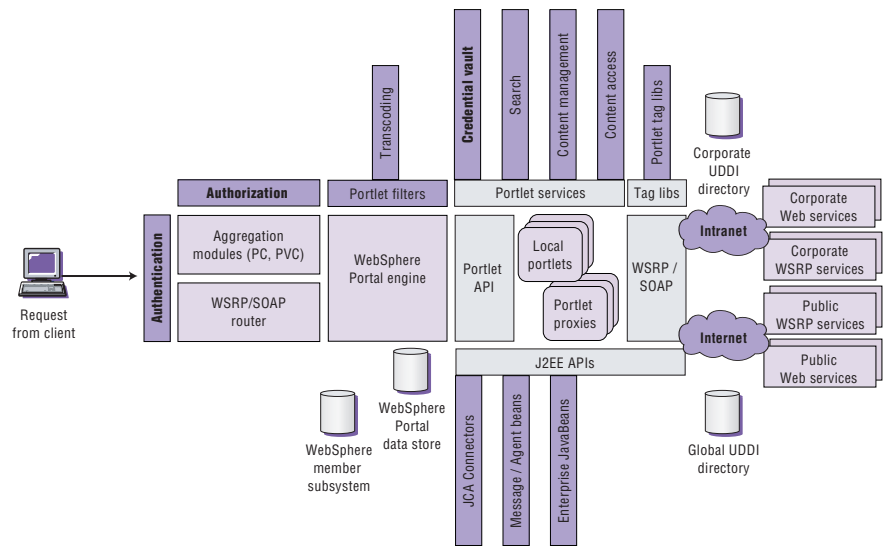 Transcoding
Credential vault
Search
Content management
Content access
Portlet tag libs
Corporate
UDDI
directory
Authorization
Portlet filters
Portlet services
Tag libs
Authentication
Aggregation
modules (PC, PVC)
WSRP/SOAP
router
WebSphere
Portal engine
Portlet
API
Local
portlets
Portlet
proxies
WSRP /
SOAP
Intranet
Internet
Corporate
Web services
Corporate
WSRP services
Public
WSRP services
Public
Web services
Request
from client
J2EE APIs
WebSphere
Portal
data store
WebSphere
member
subsystem
JCA Connectors
Message / Agent beans
Enterprise JavaBeans
Global UDDI
directory